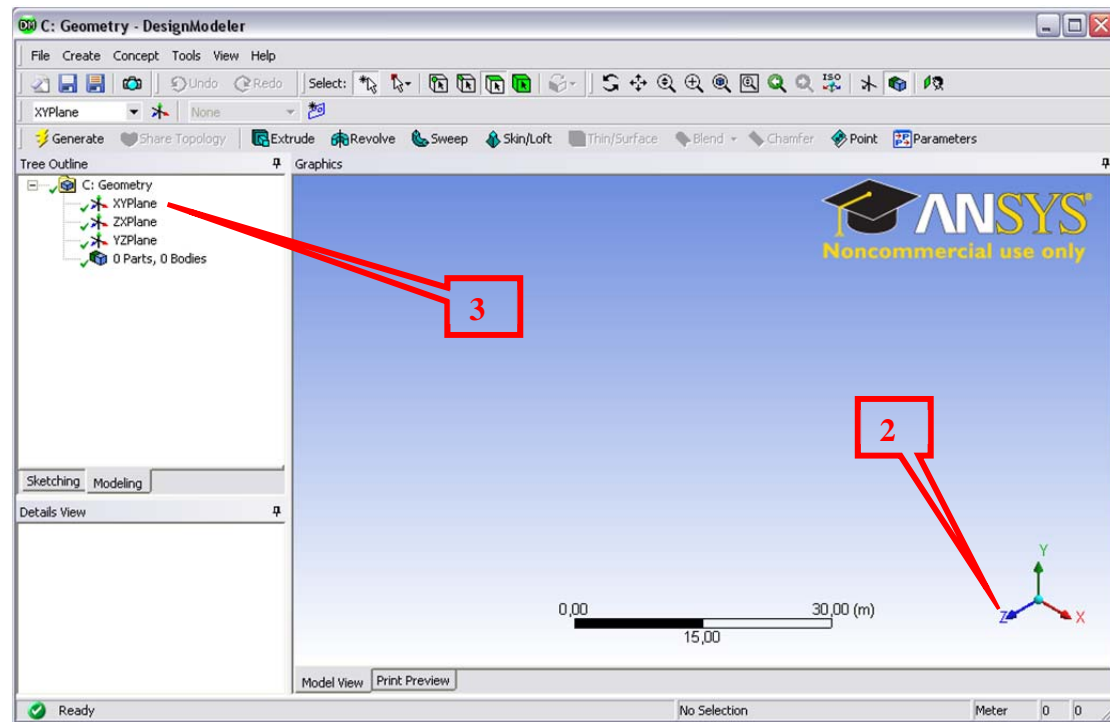 C: Geometry - DesignModeler
File Create Concept Tools View Help
Undo Redo Select: ISO
XYPlane None
Generate Share Topology Extrude Revolve Sweep Skin/Loft Thin/Surface Blend Chamfer Point Parameters
Tree Outline Graphics
C: Geometry
XYPlane
ZXPlane
YZPlane
0 Parts, 0 Bodies
ANSYS
Noncommercial use only
3
2
Sketching Modeling
Details View
Y
0,00 30,00 (m)
Z X
15,00
Model View Print Preview
Ready No Selection Meter 0 0